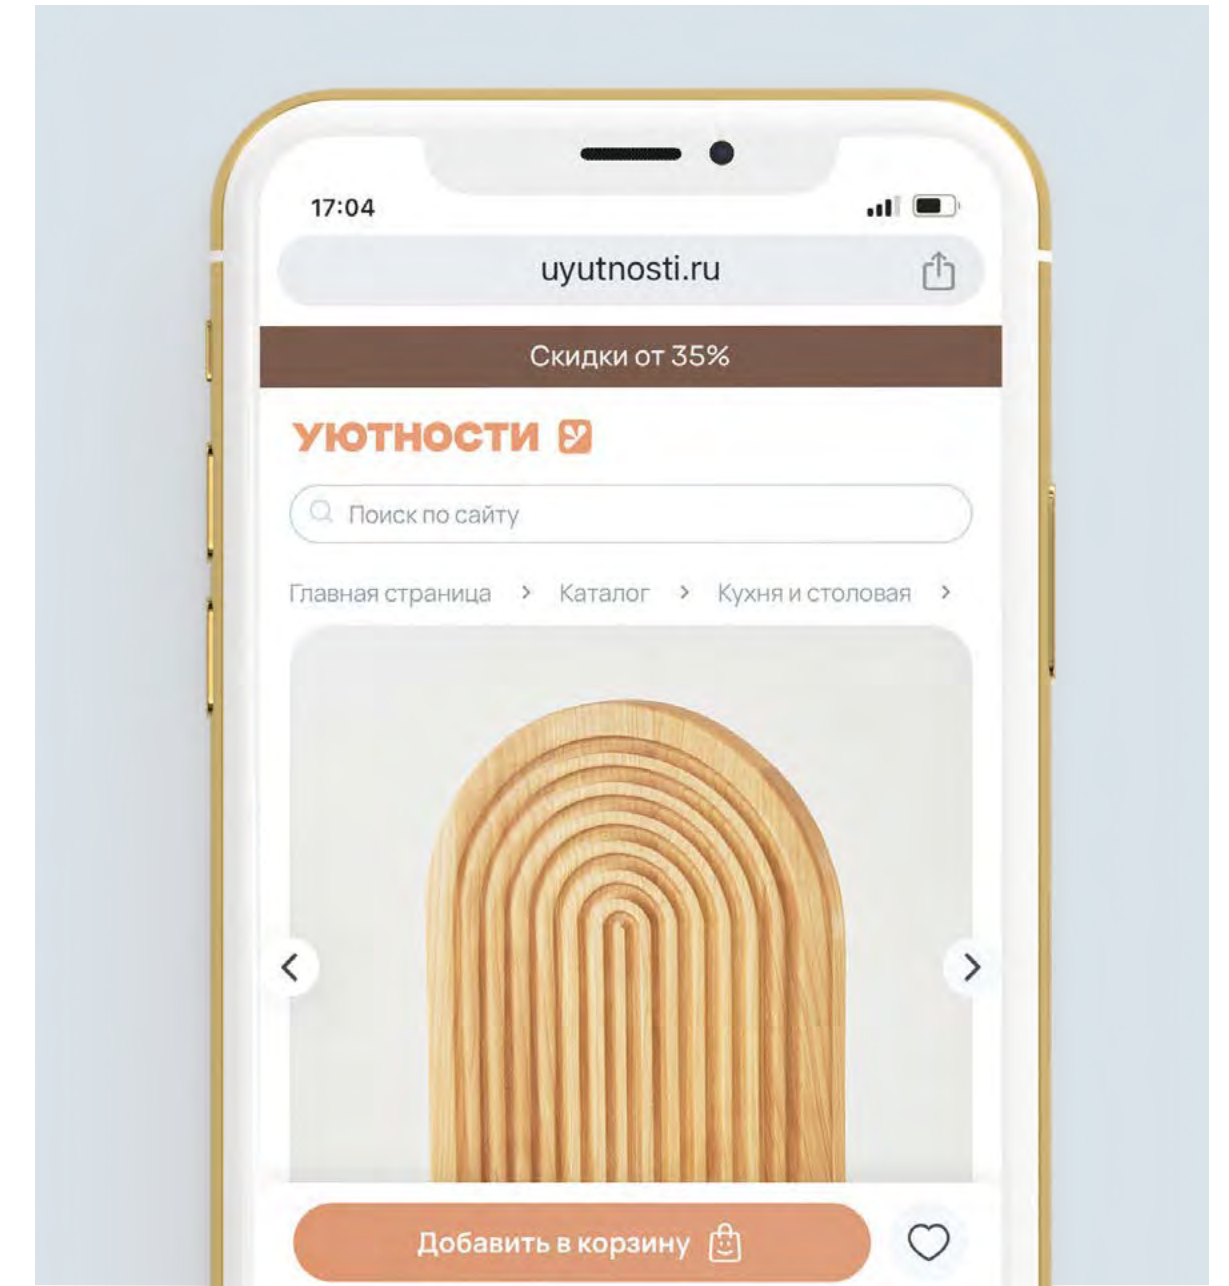 17:04
uyutnosti.ru
Скидки от 35%
УЮТНОСТИ
Поиск по сайту
Главная страница > Каталог > Кухня и столовая >
Добавить в корзину